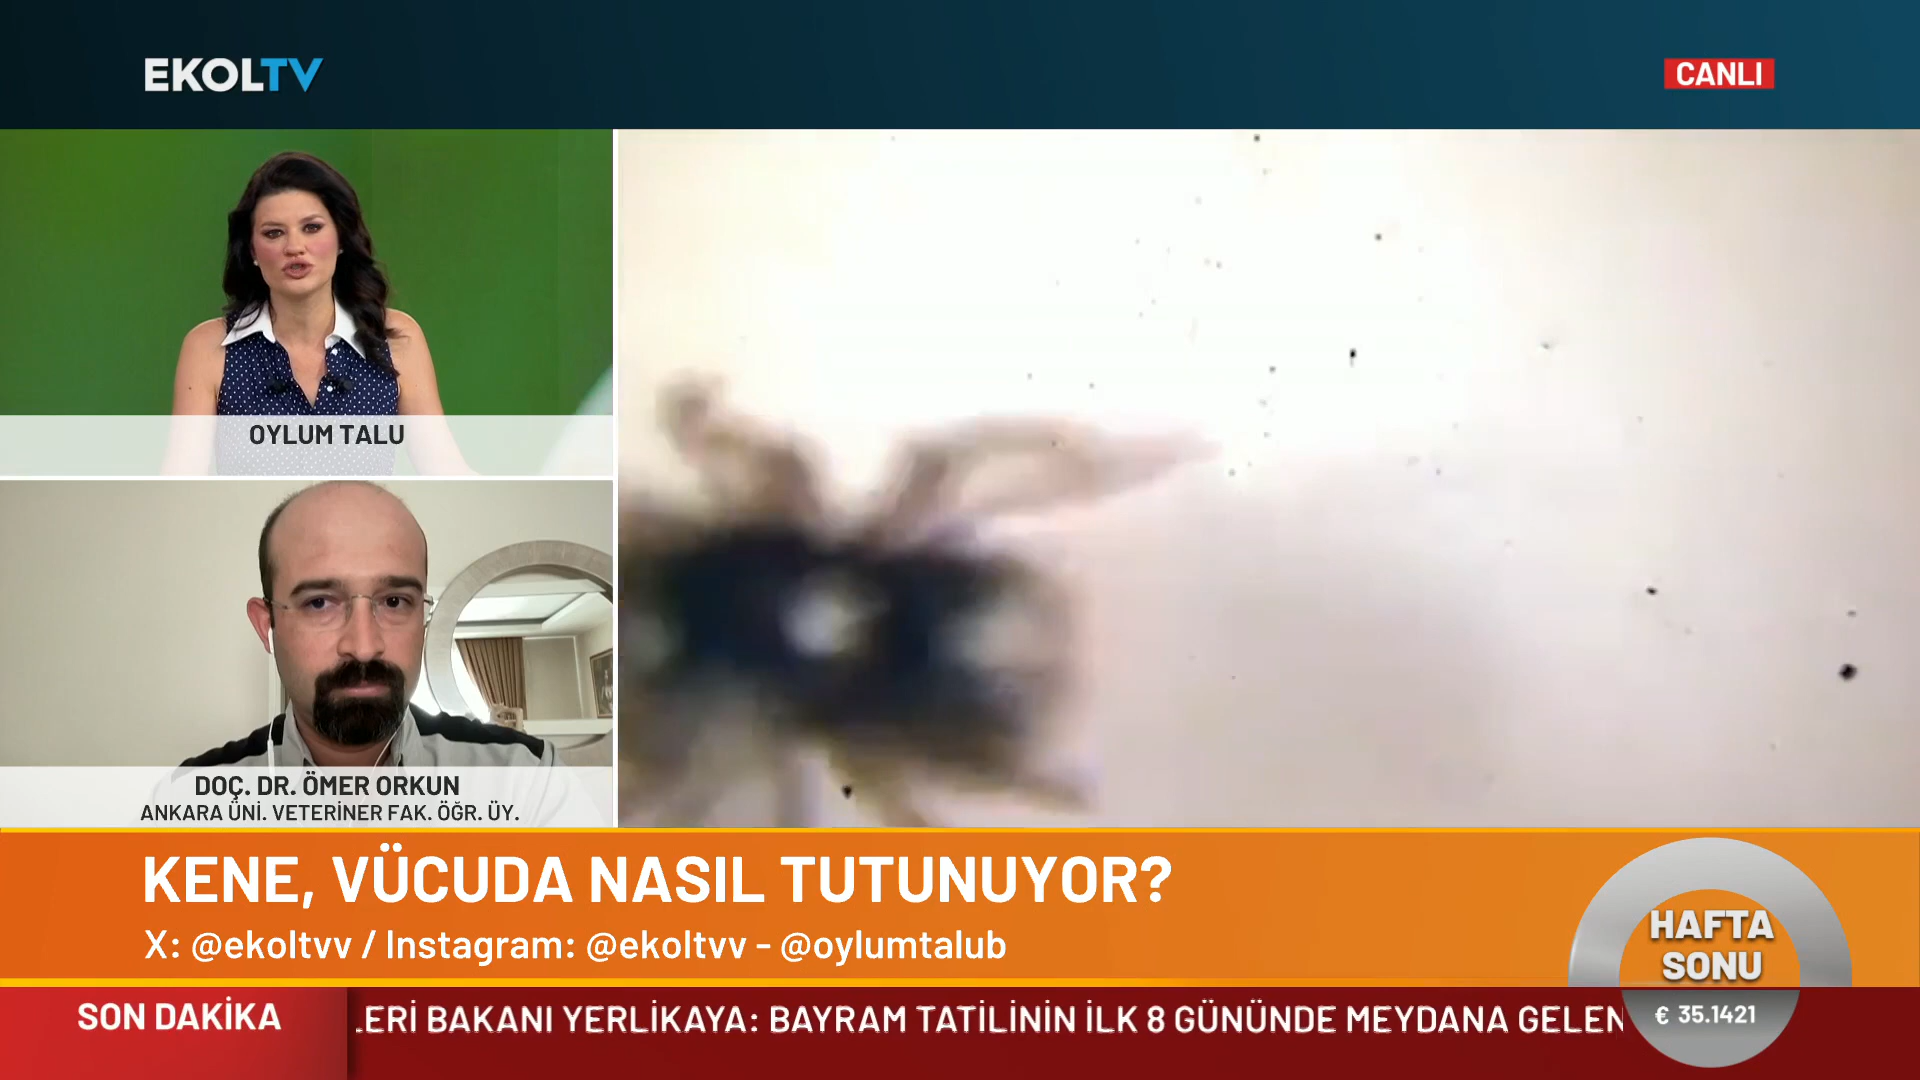 EKOLTV
CANLI
OYLUM TALU
DOÇ. DR. ÖMER ORKUN
ANKARA ÜNİ. VETERİNER FAK. ÖĞR. ÜY.
KENE, VÜCUDA NASIL TUTUNUYOR?
X: @ekoltvv / Instagram: @ekoltvv - @oylumtalub
HAFTA
SONU
SON DAKİKA
LERİ BAKANI YERLİKAYA: BAYRAM TATİLİNİN İLK 8 GÜNÜNDE MEYDANA GELEN
€ 35.1421